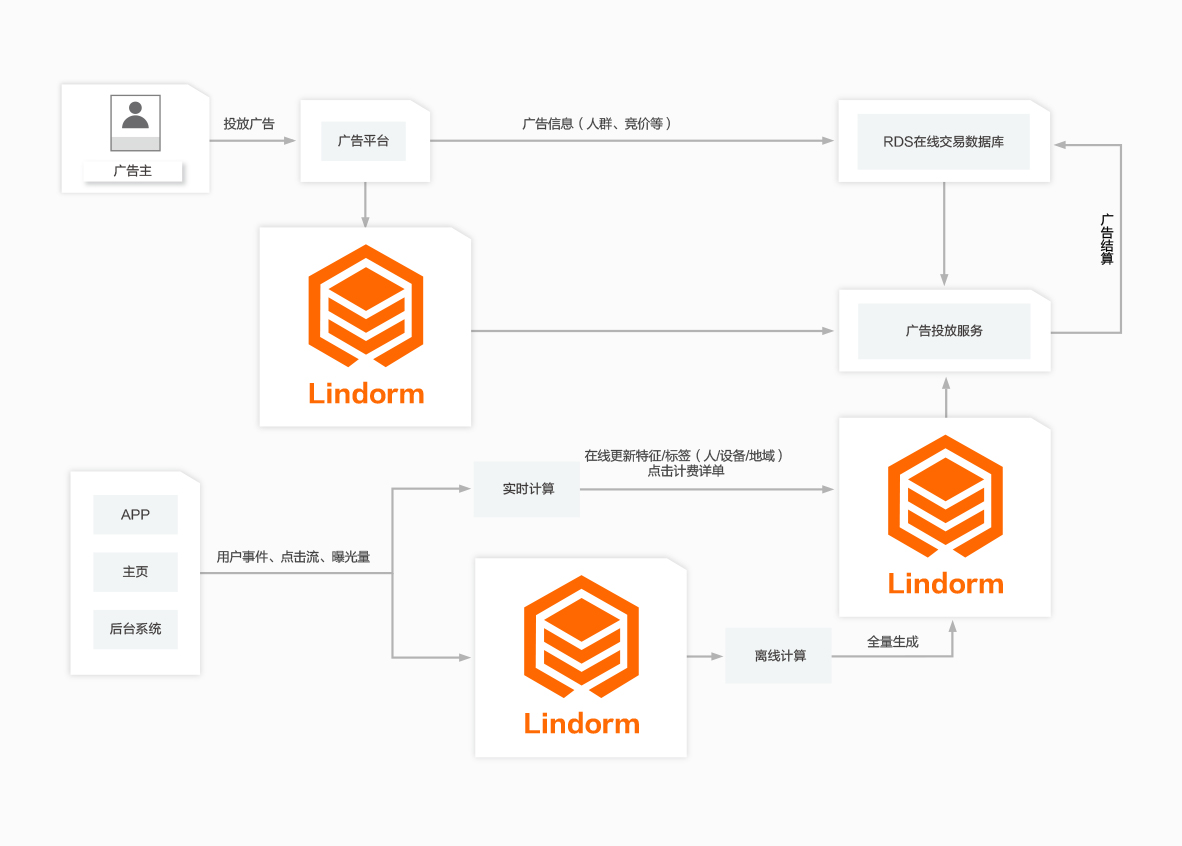 广告主
投放广告
广告平台
广告信息（人群、竞价等）
RDS在线交易数据库
广告结算
Lindorm
广告投放服务
APP
主页
后台系统
用户事件、点击流、曝光量
实时计算
在线更新特征/标签（人/设备/地域）
点击计费详单
Lindorm
Lindorm
离线计算
全量生成